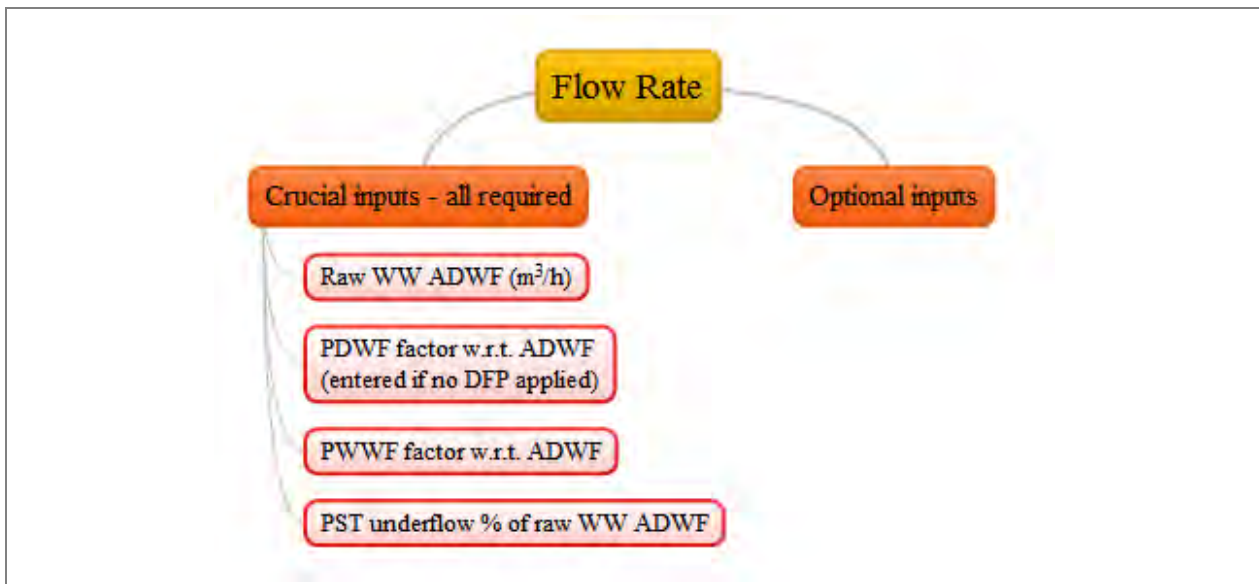 Flow Rate
Crucial inputs - all required
Optional inputs
Raw WW ADWF (m³/h)
PDWF factor w.r.t. ADWF
(entered if no DFP applied)
PWWF factor w.r.t. ADWF
PST underflow % of raw WW ADWF